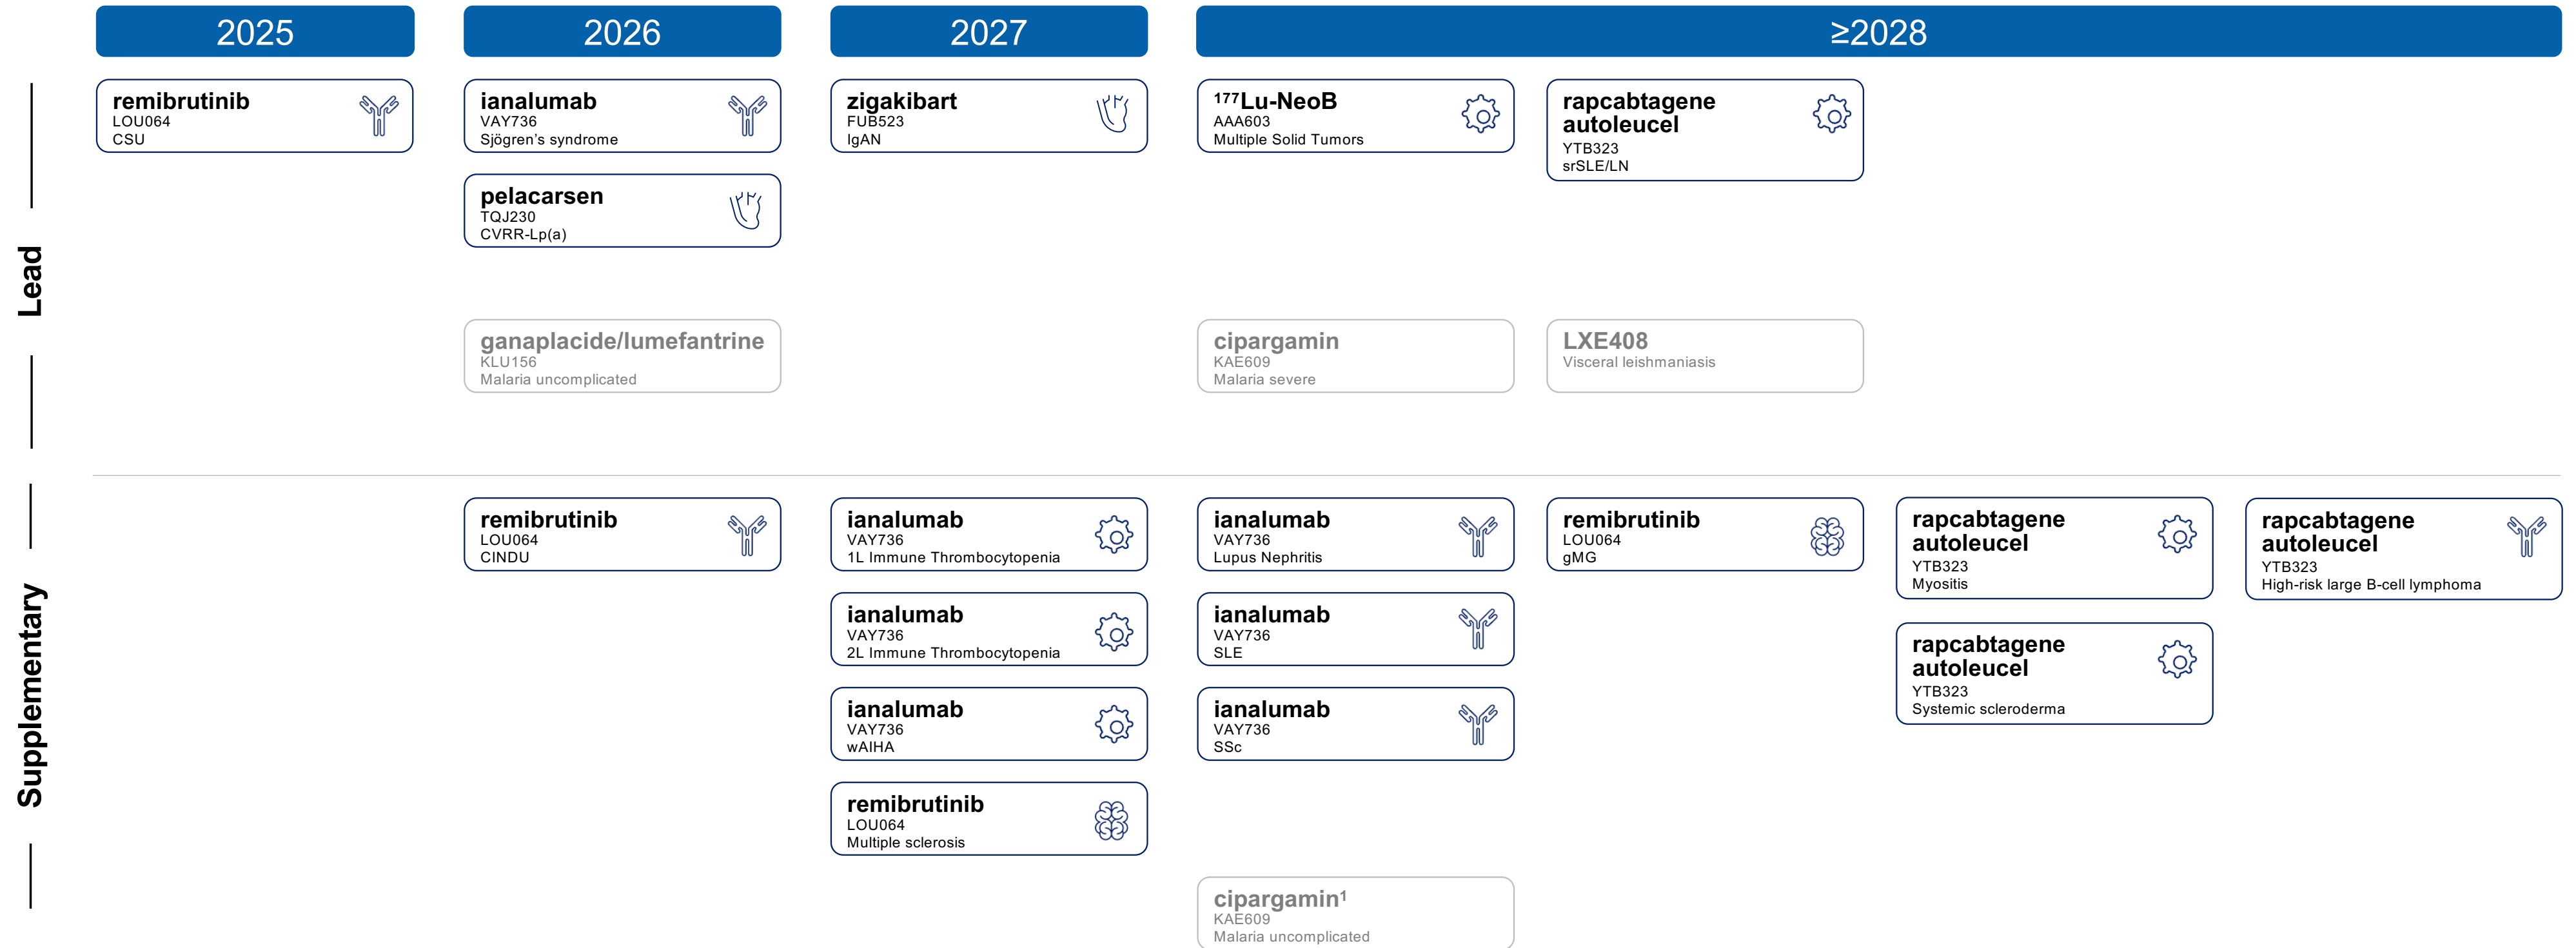 2025
2026
2027
≥2028
Lead
remibrutinib
LOU064
CSU
ianalumab
VAY736
Sjögren’s syndrome
zigakibart
FUB523
IgAN
¹⁷⁷Lu-NeoB
AAA603
Multiple Solid Tumors
rapcabtagene
autoleucel
YTB323
srSLE/LN
pelacarsen
TQJ230
CVRR-Lp(a)
ganaplacide/lumefantrine
KLU156
Malaria uncomplicated
cipargamin
KAE609
Malaria severe
LXE408
Visceral leishmaniasis
Supplementary
remibrutinib
LOU064
CINDU
ianalumab
VAY736
1L Immune Thrombocytopenia
ianalumab
VAY736
Lupus Nephritis
remibrutinib
LOU064
gMG
rapcabtagene
autoleucel
YTB323
Myositis
rapcabtagene
autoleucel
YTB323
High-risk large B-cell lymphoma
ianalumab
VAY736
2L Immune Thrombocytopenia
ianalumab
VAY736
SLE
rapcabtagene
autoleucel
YTB323
Systemic scleroderma
ianalumab
VAY736
wAIHA
ianalumab
VAY736
SSc
remibrutinib
LOU064
Multiple sclerosis
cipargamin¹
KAE609
Malaria uncomplicated